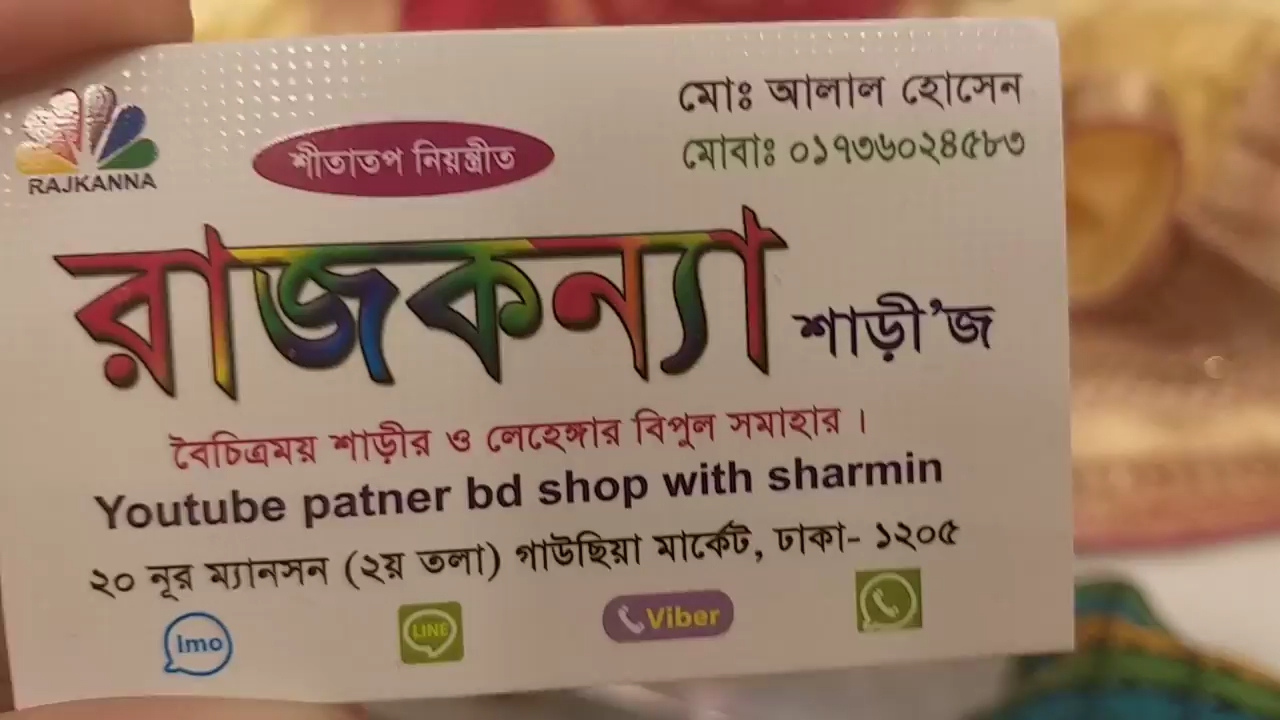 RAJKANNA
শীতাতপ নিয়ন্ত্রীত
মোঃ আলাল হোসেন
মোবাঃ ০১৭৩৬০২৪৫৮৩
রাজকন্যা শাড়ী'জ
বৈচিত্রময় শাড়ীর ও লেহেঙ্গার বিপুল সমাহার ।
Youtube patner bd shop with sharmin
২০ নূর ম্যানসন (২য় তলা) গাউছিয়া মার্কেট, ঢাকা- ১২০৫
Imo LINE Viber